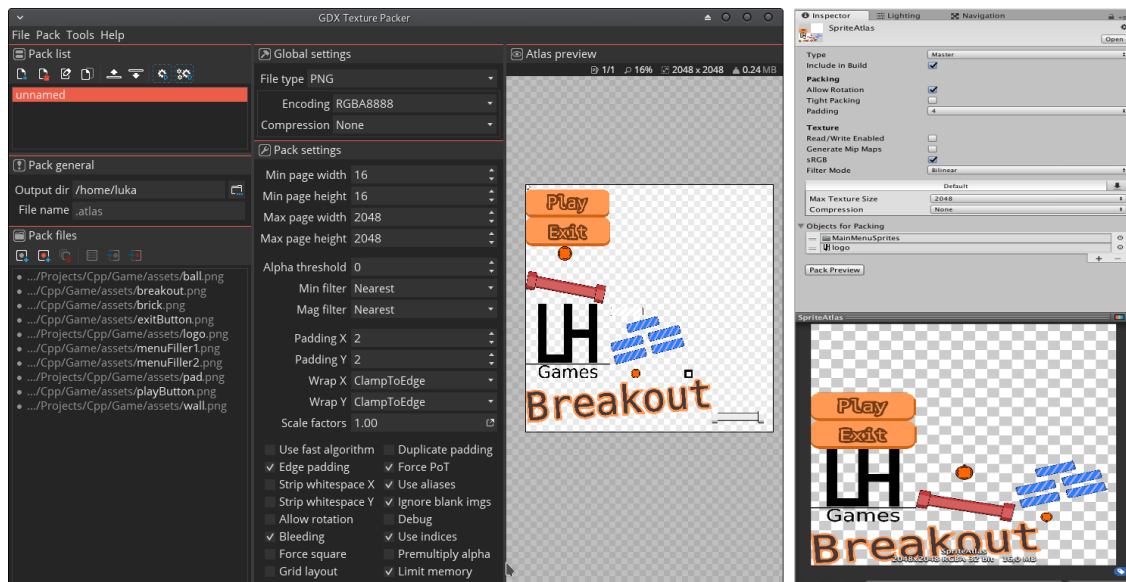 GDX Texture Packer
File Pack Tools Help
Pack list
unnamed
Pack general
Output dir /home/luka
File name .atlas
Pack files
.../Projects/Cpp/Game/assets/ball.png
.../Cpp/Game/assets/breakout.png
.../Projects/Cpp/Game/assets/brick.png
.../Cpp/Game/assets/exitButton.png
.../Projects/Cpp/Game/assets/logo.png
.../Cpp/Game/assets/menuFiller1.png
.../Cpp/Game/assets/menuFiller2.png
.../Projects/Cpp/Game/assets/pad.png
.../Cpp/Game/assets/playButton.png
.../Projects/Cpp/Game/assets/wall.png
Global settings
File type PNG
Encoding RGBA8888
Compression None
Pack settings
Min page width 16
Min page height 16
Max page width 2048
Max page height 2048
Alpha threshold 0
Min filter Nearest
Mag filter Nearest
Padding X 2
Padding Y 2
Wrap X ClampToEdge
Wrap Y ClampToEdge
Scale factors 1.00
Use fast algorithm Duplicate padding
Edge padding Force PoT
Strip whitespace X Use aliases
Strip whitespace Y Ignore blank imgs
Allow rotation Debug
Bleeding Use indices
Force square Premultiply alpha
Grid layout Limit memory
Atlas preview
1/1 16% 2048 x 2048 0.24 MB
Play
Exit
LH
Games
Breakout
Inspector Lighting Navigation
SpriteAtlas
Open
Type Master
Include in Build
Packing
Allow Rotation
Tight Packing
Padding 4
Texture
Read/Write Enabled
Generate Mip Maps
sRGB
Filter Mode Bilinear
Default
Max Texture Size 2048
Compression None
Objects for Packing
MainMenuSprites
logo
Pack Preview
SpriteAtlas
Play
Exit
LH
Games
Breakout
SpriteAtlas
2048x2048 RGBA 32 Bit 16.0 MB